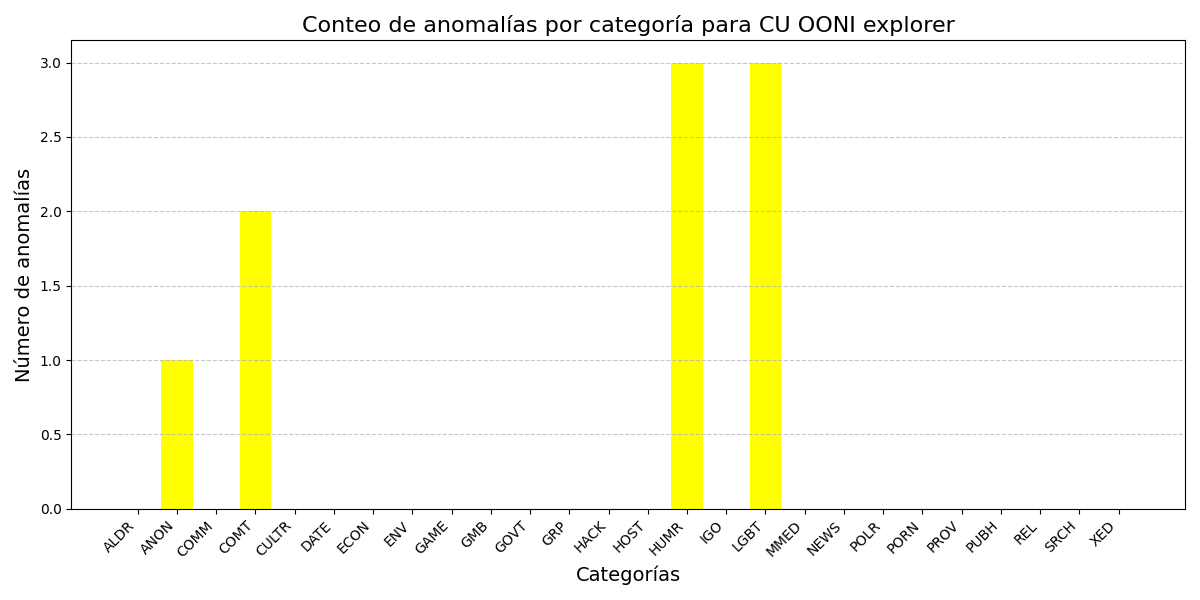 Conteo de anomalías por categoría para CU OONI explorer
Número de anomalías
3.0
2.5
2.0
1.5
1.0
0.5
0.0
ALDR
ANON
COMM
COMT
CULTR
DATE
ECON
ENV
GAME
GMB
GOVT
GRP
HACK
HOST
HUMR
IGO
LGBT
MMED
NEWS
POLR
PORN
PROV
PUBH
REL
SRCH
XED
Categorías